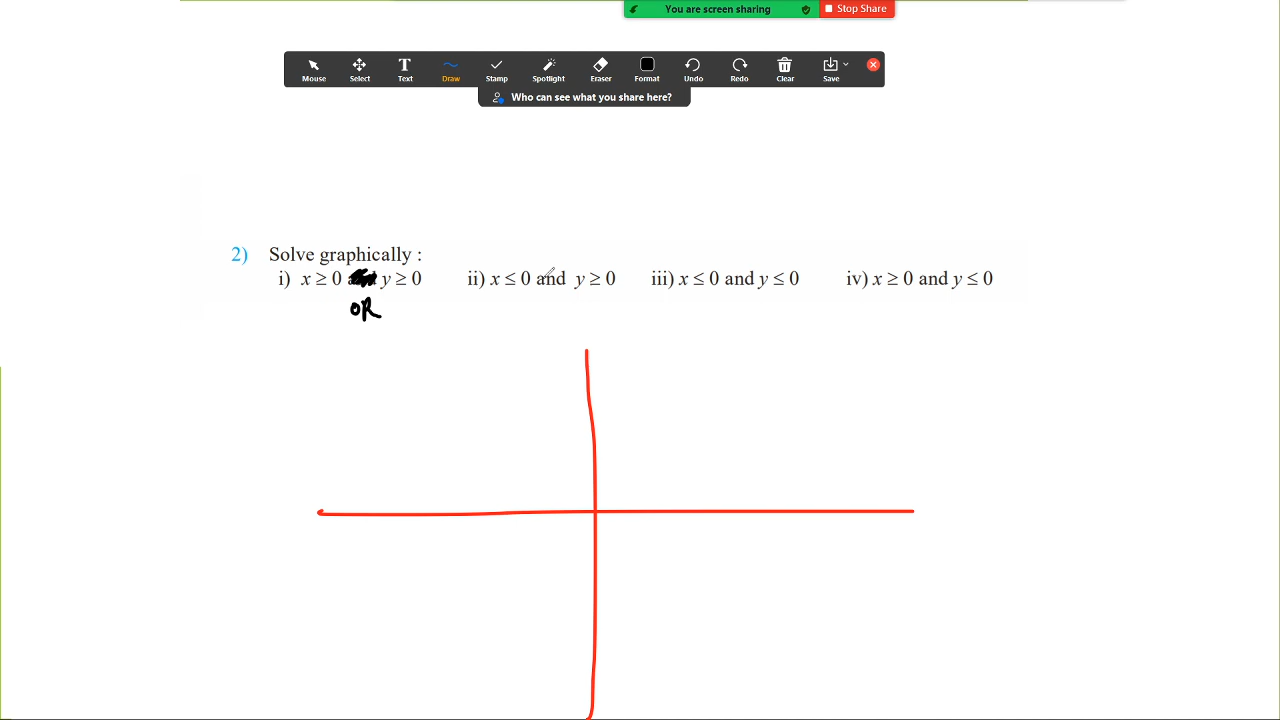 You are screen sharing Stop Share
Mouse Select Text Draw Stamp Spotlight Eraser Format Undo Redo Clear Save
Who can see what you share here?
2) Solve graphically :
i) x ≥ 0 y ≥ 0 ii) x ≤ 0 and y ≥ 0 iii) x ≤ 0 and y ≤ 0 iv) x ≥ 0 and y ≤ 0
OR